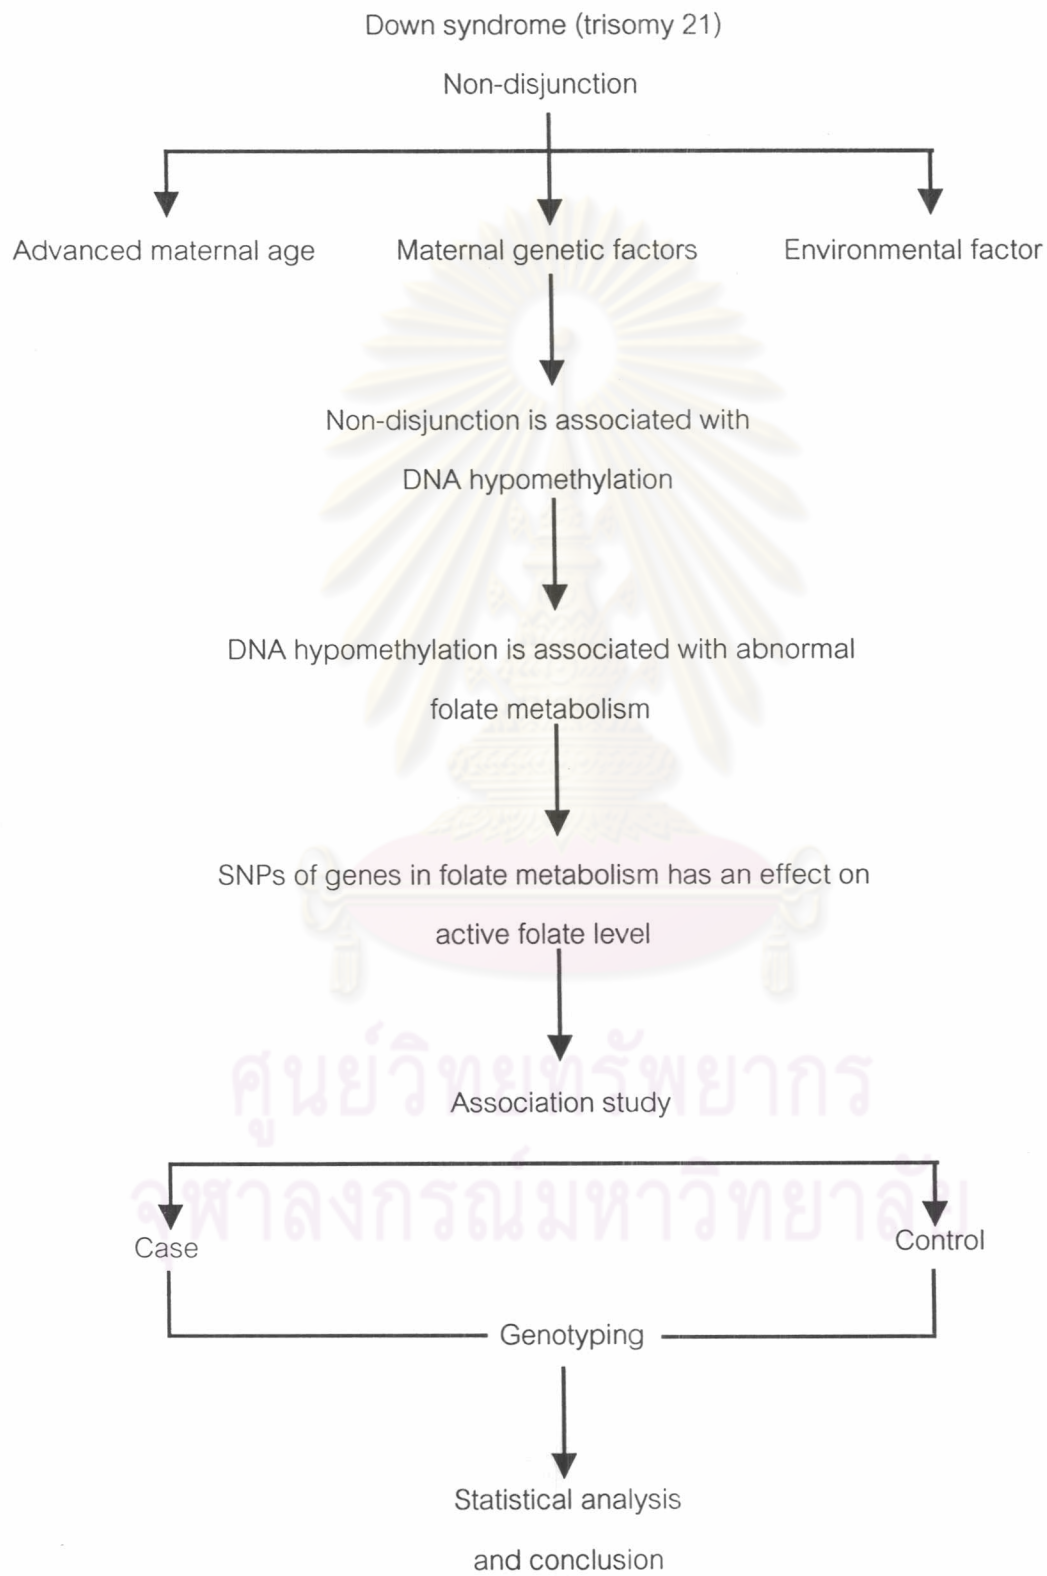 Down syndrome (trisomy 21)
Non-disjunction
Advanced maternal age
Maternal genetic factors
Environmental factor
Non-disjunction is associated with
DNA hypomethylation
DNA hypomethylation is associated with abnormal
folate metabolism
SNPs of genes in folate metabolism has an effect on
active folate level
ศูนย์วิทยทรัพยากร
Association study
จุฬาลงกรณ์มหาวิทยาลัย
Case
Control
Genotyping
Statistical analysis
and conclusion